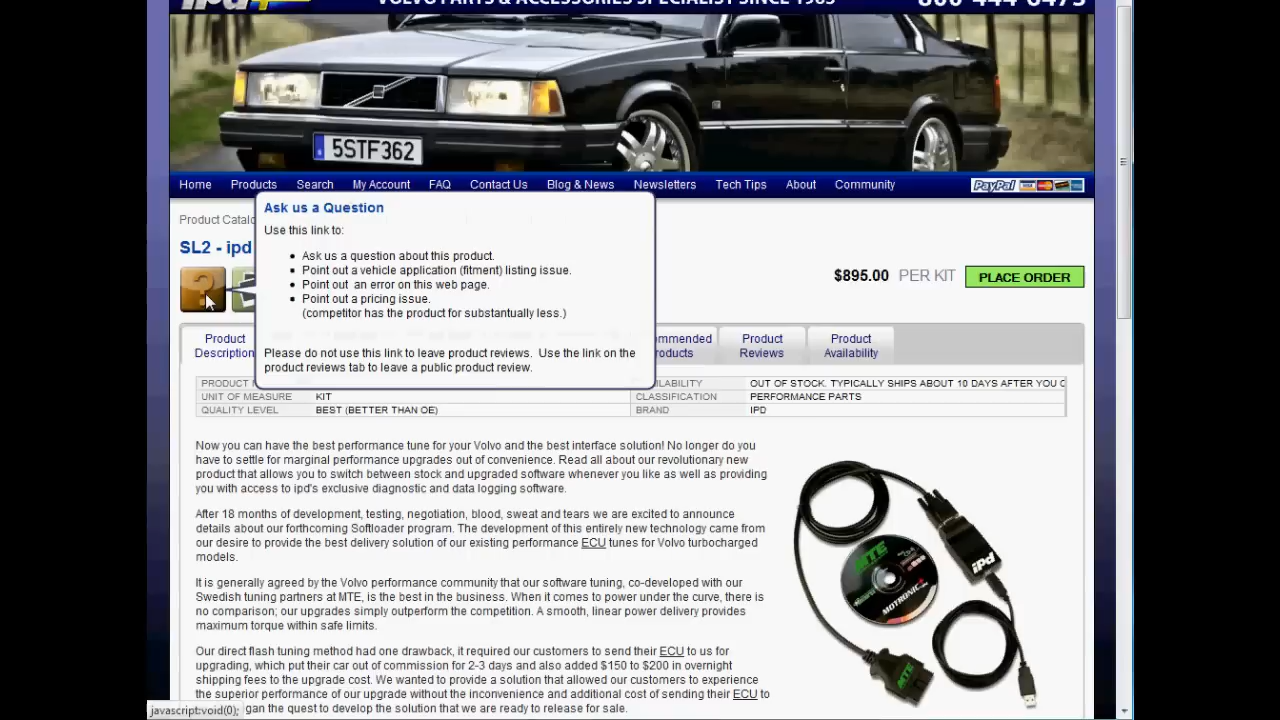 ipd
VOLVO PARTS & ACCESSORIES SPECIALIST SINCE 1963
800-444-6473
5STF362
Home Products Search My Account FAQ Contact Us Blog & News Newsletters Tech Tips About Community PayPal
Product Catalo
Ask us a Question
Use this link to:
• Ask us a question about this product.
• Point out a vehicle application (fitment) listing issue.
• Point out an error on this web page.
• Point out a pricing issue.
(competitor has the product for substantually less.)
Please do not use this link to leave product reviews. Use the link on the
product reviews tab to leave a public product review.
SL2 - ipd
?
$895.00 PER KIT PLACE ORDER
Product
Description
mmended
roducts
Product
Reviews
Product
Availability
PRODUCT AILABILITY OUT OF STOCK. TYPICALLY SHIPS ABOUT 10 DAYS AFTER YOU
UNIT OF MEASURE KIT CLASSIFICATION PERFORMANCE PARTS
QUALITY LEVEL BEST (BETTER THAN OE) BRAND IPD
Now you can have the best performance tune for your Volvo and the best interface solution! No longer do you
have to settle for marginal performance upgrades out of convenience. Read all about our revolutionary new
product that allows you to switch between stock and upgraded software whenever you like as well as providing
you with access to ipd's exclusive diagnostic and data logging software.
After 18 months of development, testing, negotiation, blood, sweat and tears we are excited to announce
details about our forthcoming Softloader program. The development of this entirely new technology came from
our desire to provide the best delivery solution of our existing performance ECU tunes for Volvo turbocharged
models.
It is generally agreed by the Volvo performance community that our software tuning, co-developed with our
Swedish tuning partners at MTE, is the best in the business. When it comes to power under the curve, there is
no comparison; our upgrades simply outperform the competition. A smooth, linear power delivery provides
maximum torque within safe limits.
Our direct flash tuning method had one drawback, it required our customers to send their ECU to us for
upgrading, which put their car out of commission for 2-3 days and also added $150 to $200 in overnight
shipping fees to the upgrade cost. We wanted to provide a solution that allowed our customers to experience
the superior performance of our upgrade without the inconvenience and additional cost of sending their ECU to
gan the quest to develop the solution that we are ready to release for sale.
MTE
MOTRONIC
ipd
MTE
javascript:void(0);